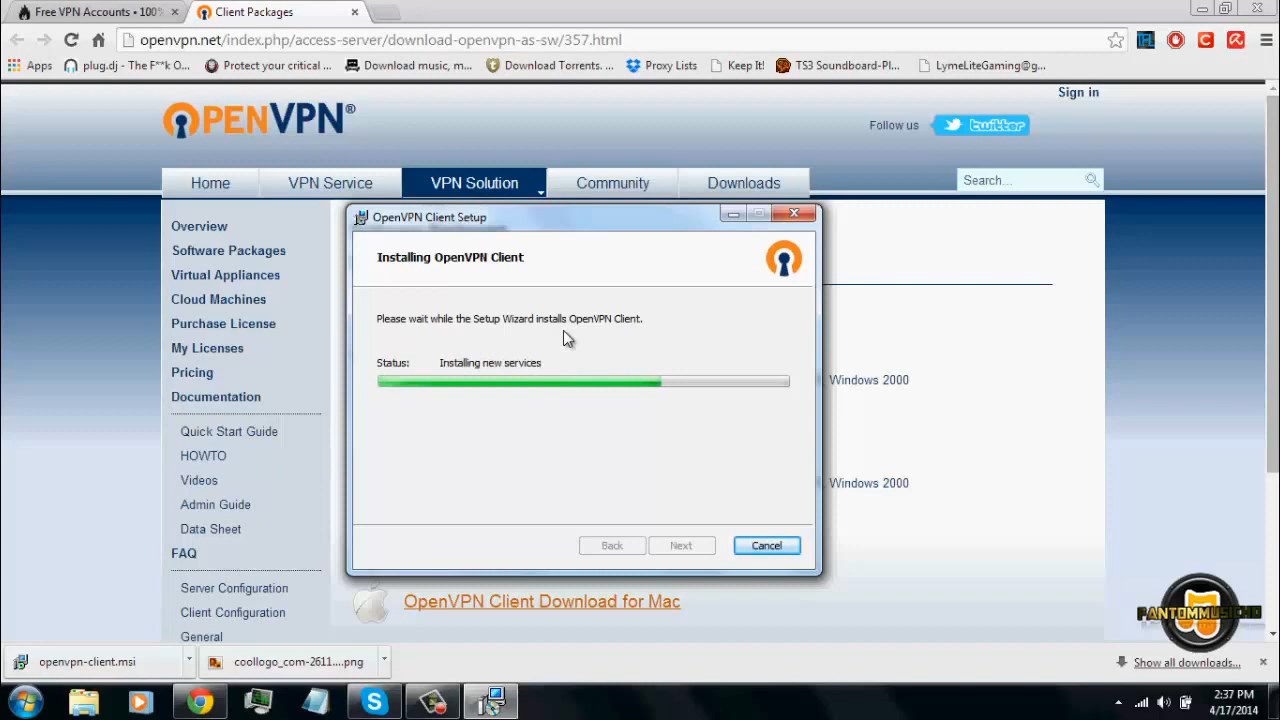 Free VPN Accounts • 100%
Client Packages
openvpn.net/index.php/access-server/download-openvpn-as-sw/357.html
Apps
plug.dj - The F**k O...
Protect your critical ...
Download music, m...
Download Torrents. ...
Proxy Lists
Keep It!
TS3 Soundboard-Pl...
LymeLiteGaming@g...
Sign in
OPENVPN®
Follow us
twitter
Home
VPN Service
VPN Solution
Community
Downloads
Search...
Overview
Software Packages
Virtual Appliances
Cloud Machines
Purchase License
My Licenses
Pricing
Documentation
Quick Start Guide
HOWTO
Videos
Admin Guide
Data Sheet
FAQ
Server Configuration
Client Configuration
General
OpenVPN Client Setup
Installing OpenVPN Client
Please wait while the Setup Wizard installs OpenVPN Client.
Status: Installing new services
Back
Next
Cancel
Windows 2000
Windows 2000
OpenVPN Client Download for Mac
FANTOMMUSICHD
openvpn-client.msi
coollogo_com-2611....png
Show all downloads...
2:37 PM
4/17/2014